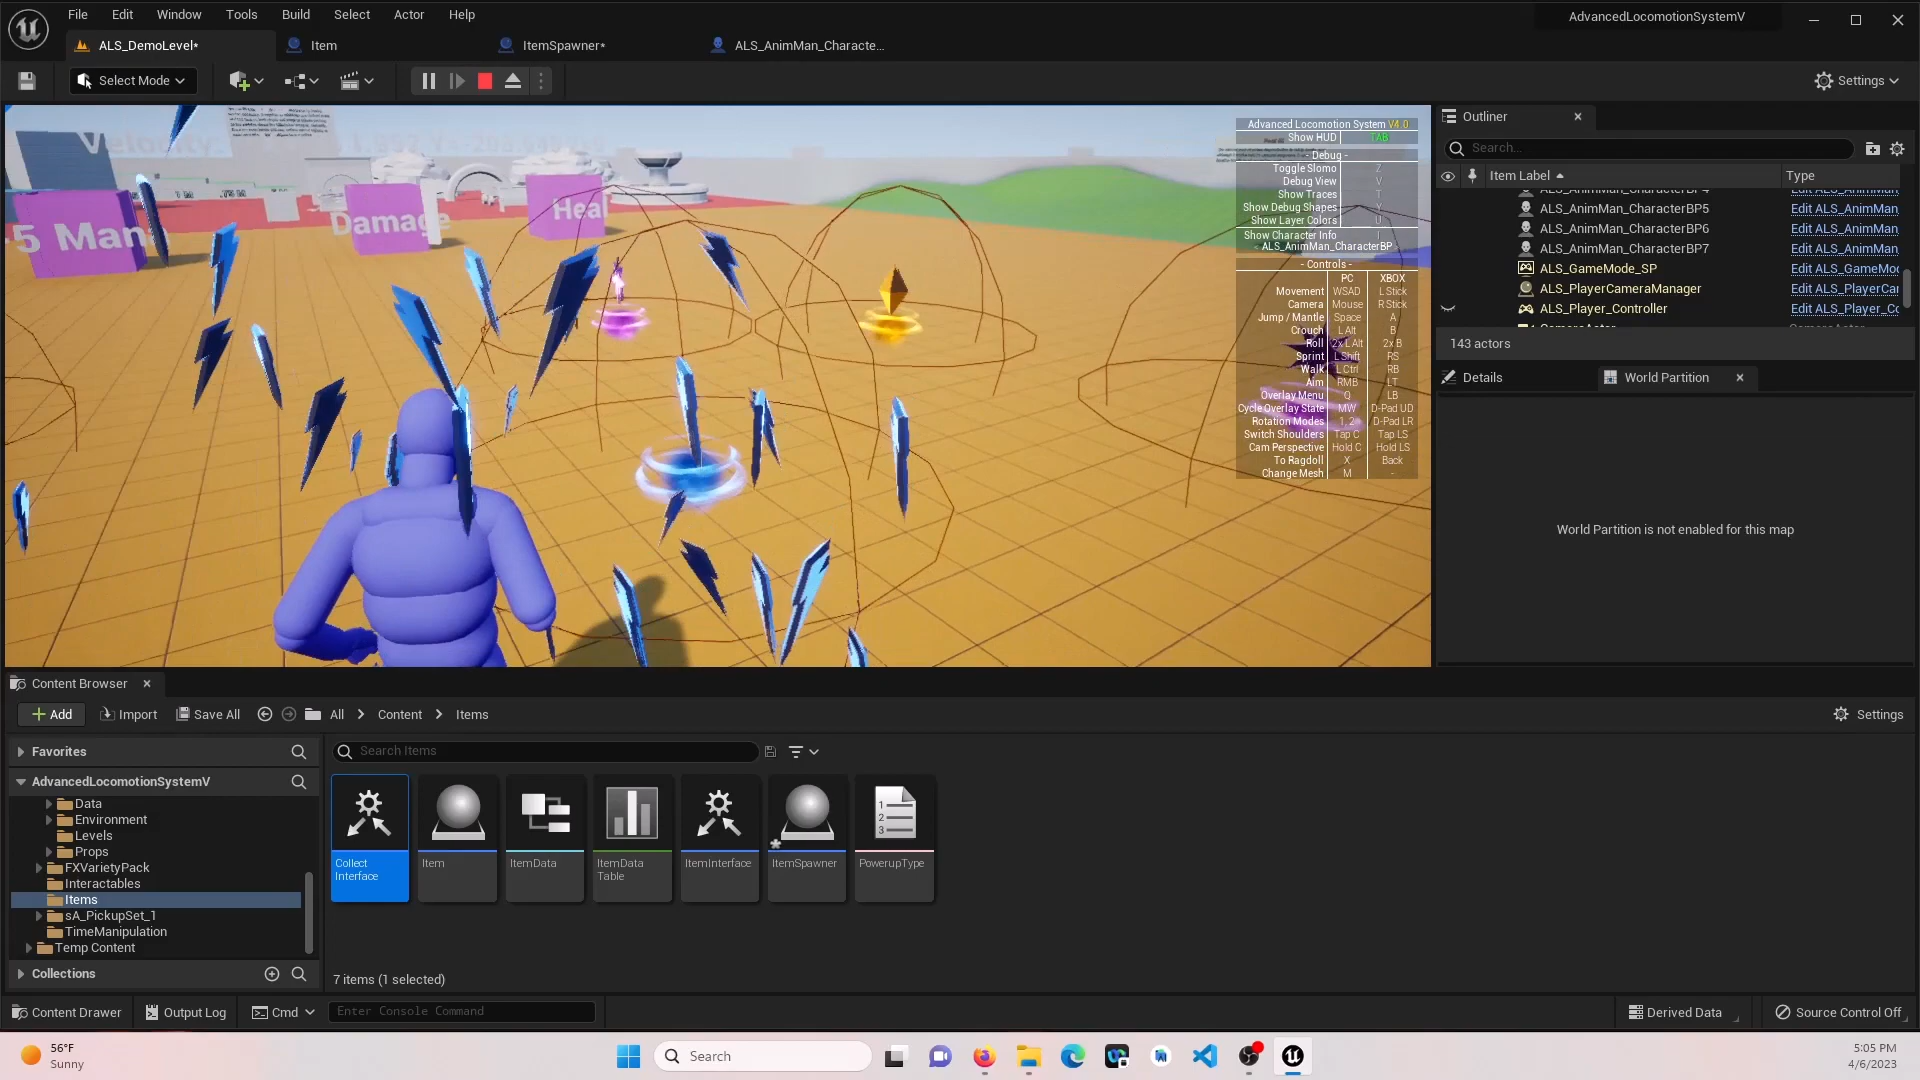 File Edit Window Tools Build Select Actor Help
AdvancedLocomotionSystemV
ALS_DemoLevel*
Item
ItemSpawner*
ALS_AnimMan_Characte...
Select Mode
Settings
5 Man
Damage
Heal
Advanced Locomotion System V4.0
Show HUD TAB
- Debug -
Toggle Slomo Z
Debug View V
Show Traces T
Show Debug Shapes Y
Show Layer Colors U
Show Character Info I
< ALS_AnimMan_CharacterBP >
- Controls -
PC XBOX
Movement WSAD L Stick
Camera Mouse R Stick
Jump / Mantle Space A
Crouch L Alt B
Roll 2x L Alt 2x B
Sprint L Shift RS
Walk L Ctrl RB
Aim RMB LT
Overlay Menu Q LB
Cycle Overlay State MW D-Pad UD
Rotation Modes 1, 2 D-Pad LR
Switch Shoulders Tap C Tap LS
Cam Perspective Hold C Hold LS
To Ragdoll X Back
Change Mesh M -
Outliner
Search...
Item Label Type
ALS_AnimMan_CharacterBP5 Edit ALS_AnimMan
ALS_AnimMan_CharacterBP6 Edit ALS_AnimMan
ALS_AnimMan_CharacterBP7 Edit ALS_AnimMan
ALS_GameMode_SP Edit ALS_GameMo
ALS_PlayerCameraManager Edit ALS_PlayerCa
ALS_Player_Controller Edit ALS_Player_Co
143 actors
Details
World Partition
World Partition is not enabled for this map
Content Browser
Add Import Save All All Content Items
Settings
Favorites
AdvancedLocomotionSystemV
Data
Environment
Levels
Props
FXVarietyPack
Interactables
Items
sA_PickupSet_1
TimeManipulation
Temp Content
Collections
Search Items
Collect
Interface
Item
ItemData
ItemData
Table
ItemInterface
ItemSpawner
PowerupType
7 items (1 selected)
Content Drawer Output Log Cmd Enter Console Command Derived Data Source Control Off
56°F
Sunny
Search
5:05 PM
4/6/2023